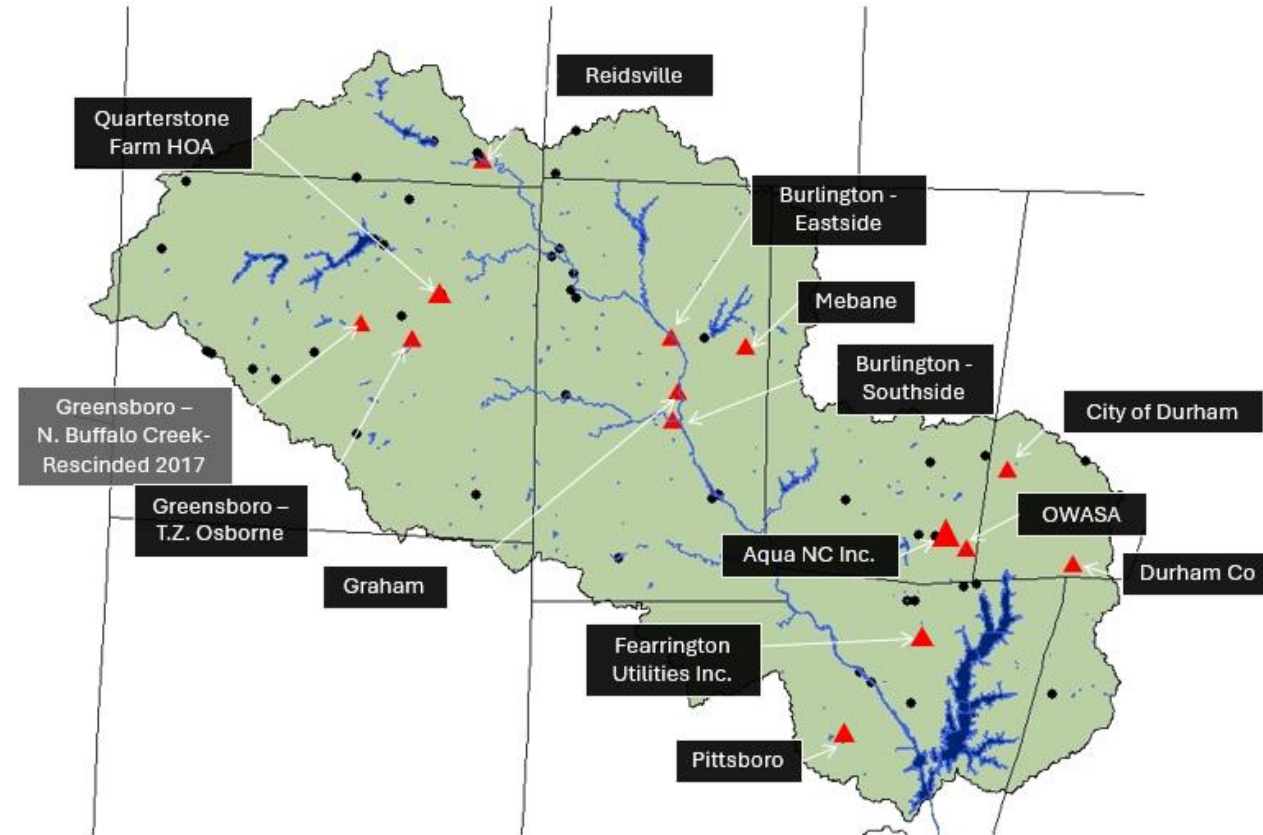 Reidsville
Quarterstone
Farm HOA
Burlington -
Eastside
Mebane
Burlington -
Southside
Greensboro –
N. Buffalo Creek-
Rescinded 2017
City of Durham
Greensboro –
T.Z. Osborne
OWASA
Aqua NC Inc.
Durham Co
Graham
Fearrington
Utilities Inc.
Pittsboro